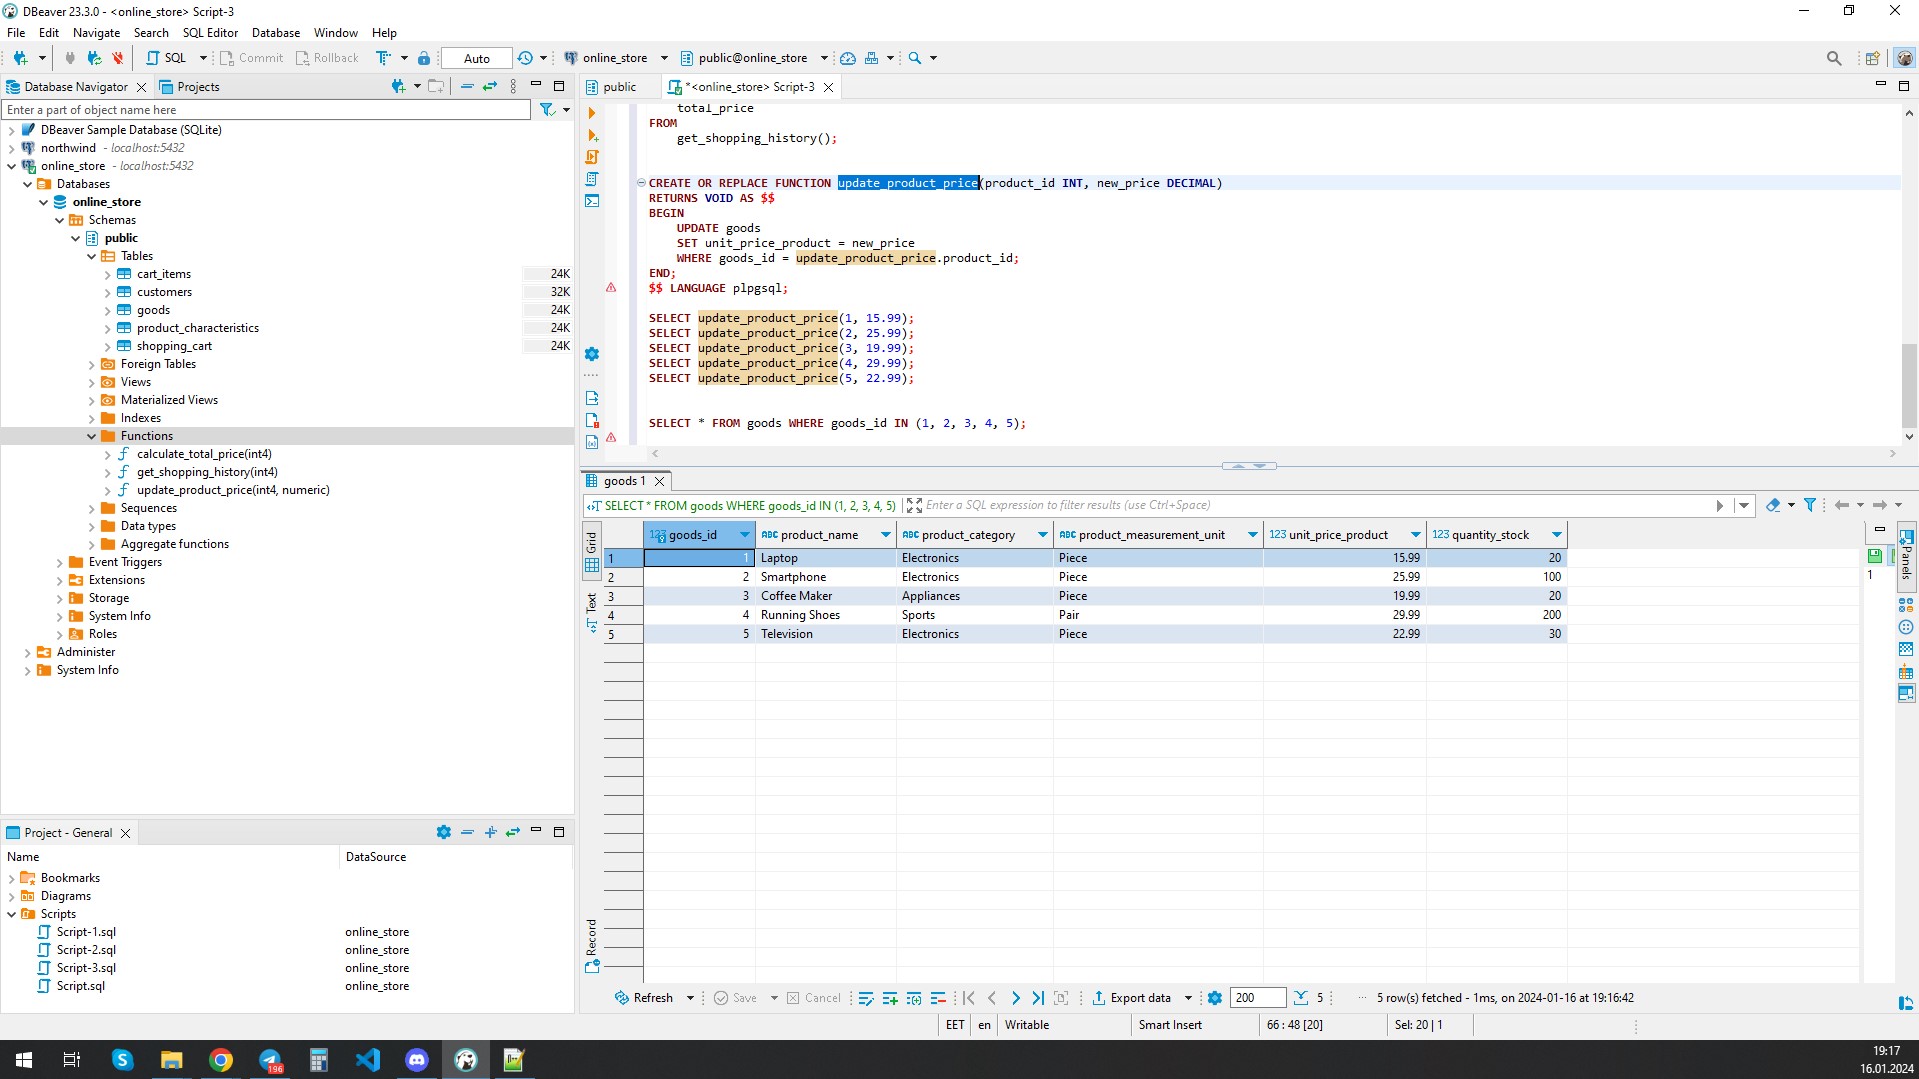 DBeaver 23.3.0 - <online_store> Script-3
File Edit Navigate Search SQL Editor Database Window Help
SQL Commit Rollback Auto online_store public@online_store
Database Navigator Projects
Enter a part of object name here
DBeaver Sample Database (SQLite)
northwind - localhost:5432
online_store - localhost:5432
Databases
online_store
Schemas
public
Tables
cart_items 24K
customers 32K
goods 24K
product_characteristics 24K
shopping_cart 24K
Foreign Tables
Views
Materialized Views
Indexes
Functions
calculate_total_price(int4)
get_shopping_history(int4)
update_product_price(int4, numeric)
Sequences
Data types
Aggregate functions
Event Triggers
Extensions
Storage
System Info
Roles
Administer
System Info
Project - General
Name DataSource
Bookmarks
Diagrams
Scripts
Script-1.sql online_store
Script-2.sql online_store
Script-3.sql online_store
Script.sql online_store
public *<online_store> Script-3
total_price
FROM
get_shopping_history();
CREATE OR REPLACE FUNCTION update_product_price(product_id INT, new_price DECIMAL)
RETURNS VOID AS $$
BEGIN
UPDATE goods
SET unit_price_product = new_price
WHERE goods_id = update_product_price.product_id;
END;
$$ LANGUAGE plpgsql;
SELECT update_product_price(1, 15.99);
SELECT update_product_price(2, 25.99);
SELECT update_product_price(3, 19.99);
SELECT update_product_price(4, 29.99);
SELECT update_product_price(5, 22.99);
SELECT * FROM goods WHERE goods_id IN (1, 2, 3, 4, 5);
goods 1
SELECT * FROM goods WHERE goods_id IN (1, 2, 3, 4, 5) Enter a SQL expression to filter results (use Ctrl+Space)
Grid
Text
Record
123 goods_id ABC product_name ABC product_category ABC product_measurement_unit 123 unit_price_product 123 quantity_stock
1 1 Laptop Electronics Piece 15.99 20
2 2 Smartphone Electronics Piece 25.99 100
3 3 Coffee Maker Appliances Piece 19.99 20
4 4 Running Shoes Sports Pair 29.99 200
5 5 Television Electronics Piece 22.99 30
1
Panels
Refresh Save Cancel Export data 200 5 5 row(s) fetched - 1ms, on 2024-01-16 at 19:16:42
EET en Writable Smart Insert 66 : 48 [20] Sel: 20 | 1
196
19:17
16.01.2024